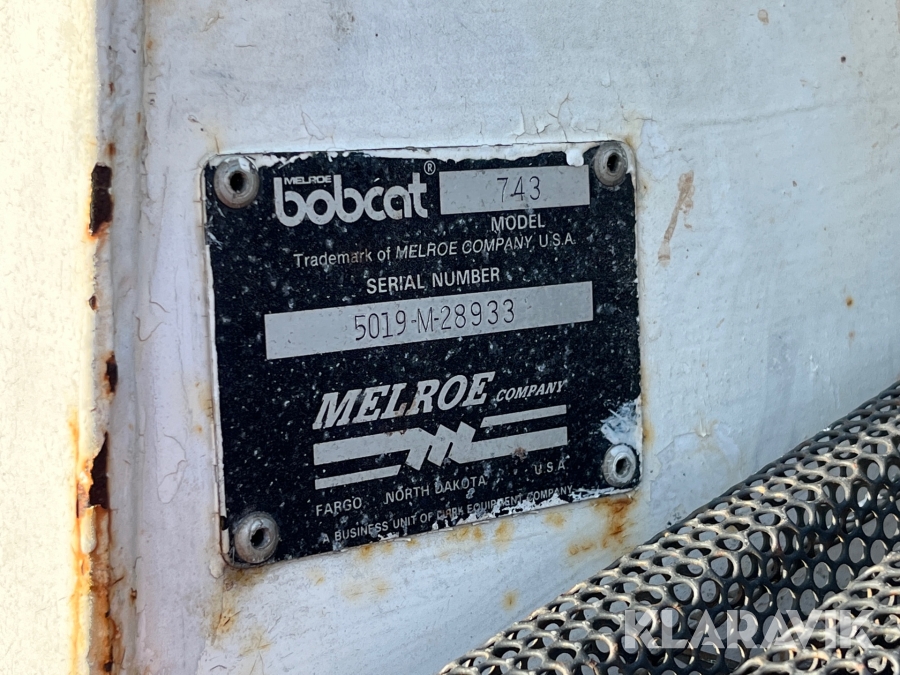 MELROE
bobcat® 743
MODEL
Trademark of MELROE COMPANY, U.S.A.
SERIAL NUMBER
5019-M-28933
MELROE COMPANY
FARGO, NORTH DAKOTA U.S.A.
A BUSINESS UNIT OF CLARK EQUIPMENT COMPANY
KLARAVIK